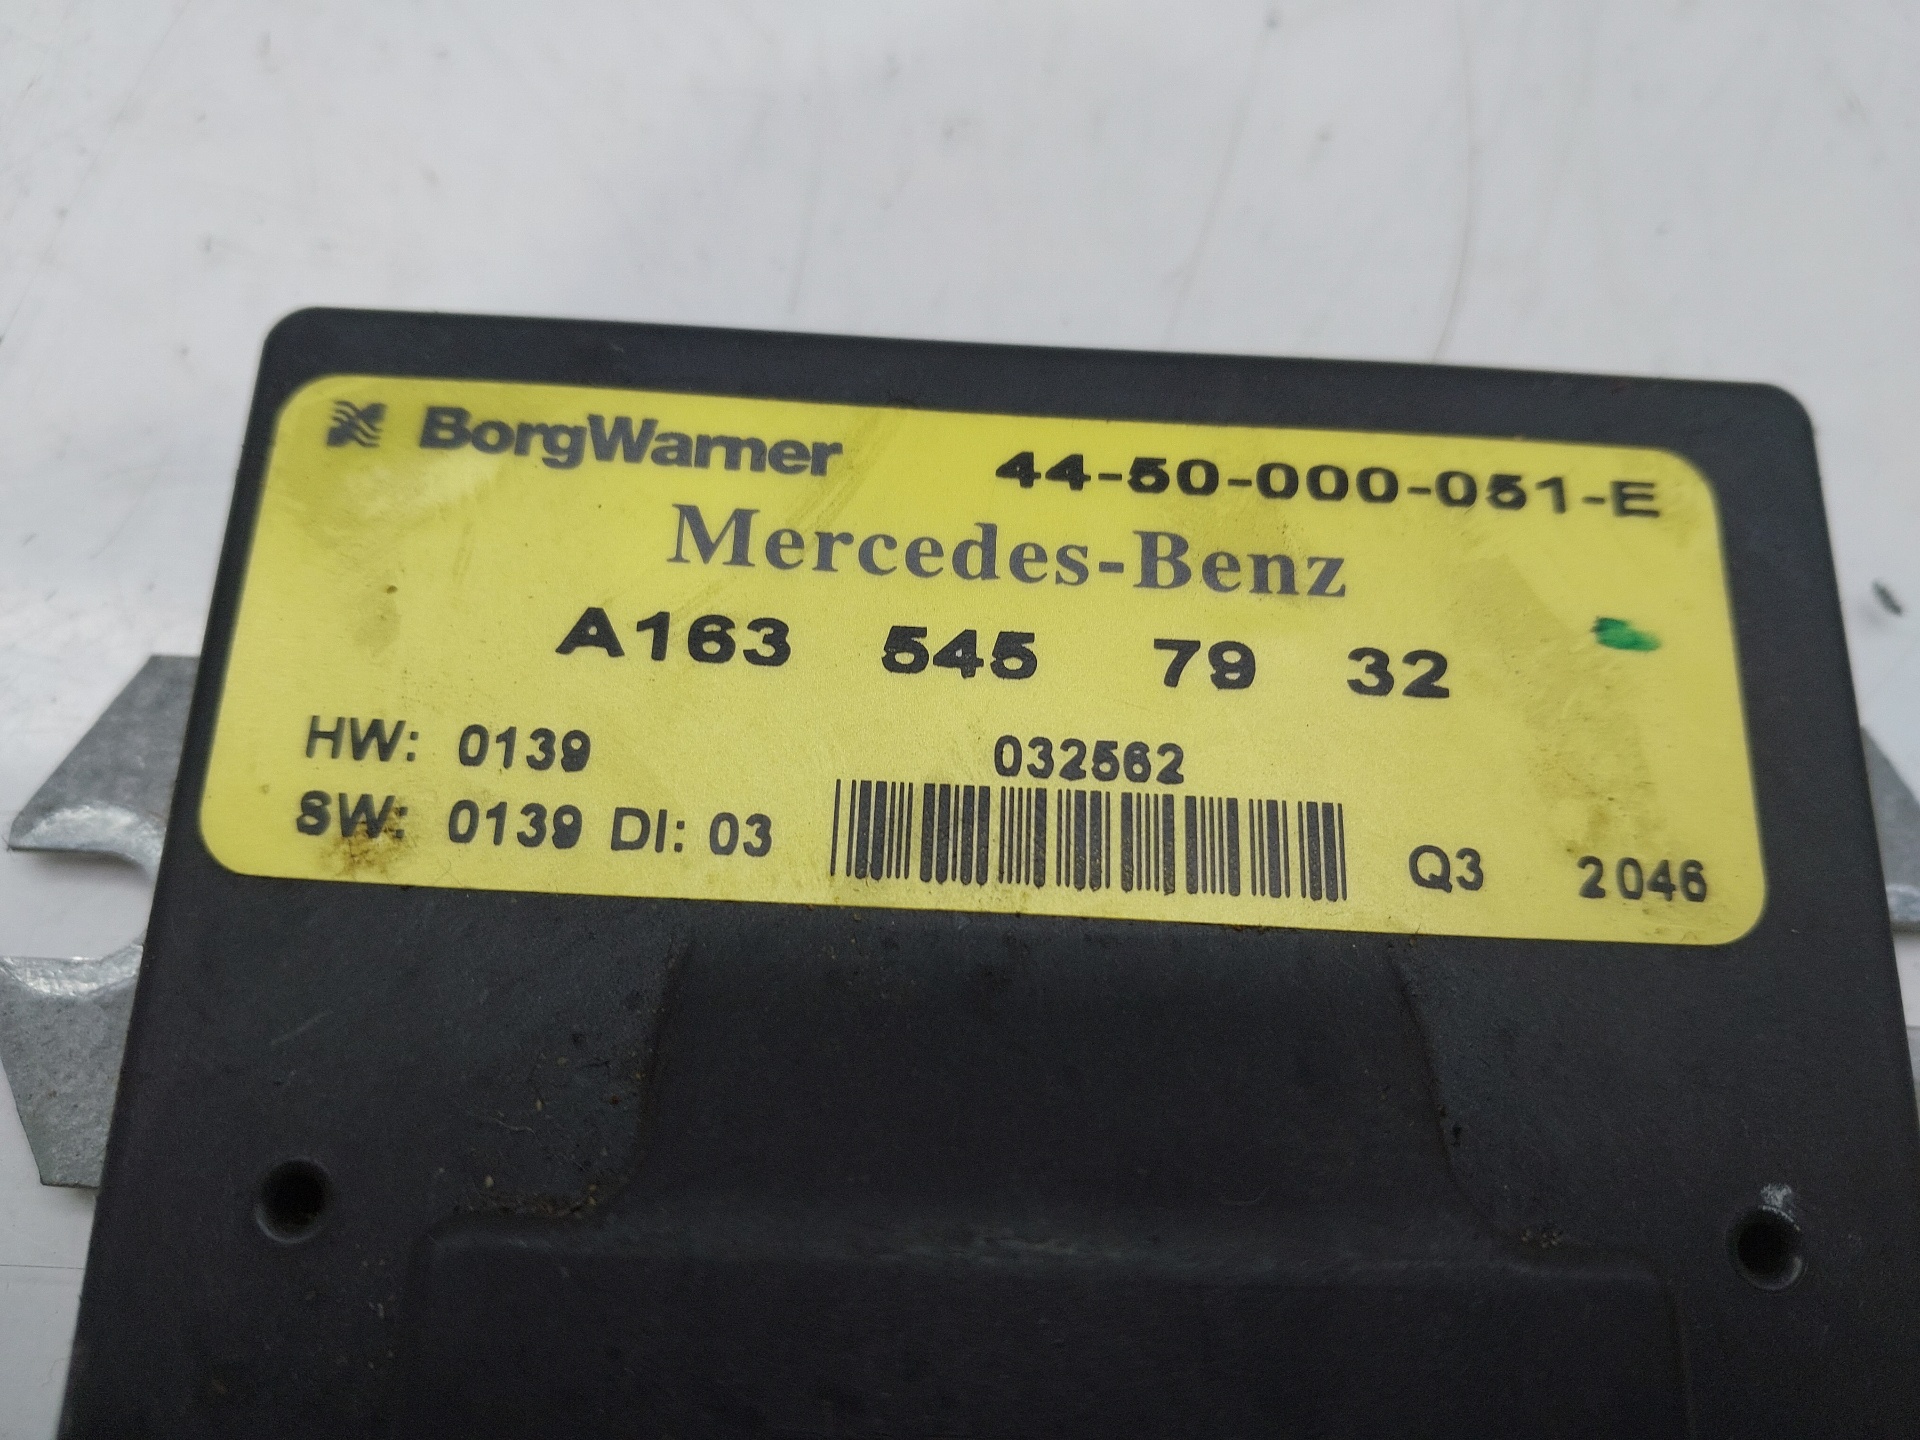 BorgWarner 44-50-000-051-E
Mercedes-Benz
A163 545 79 32
HW: 0139 032562
SW: 0139 DI: 03 Q3 2046